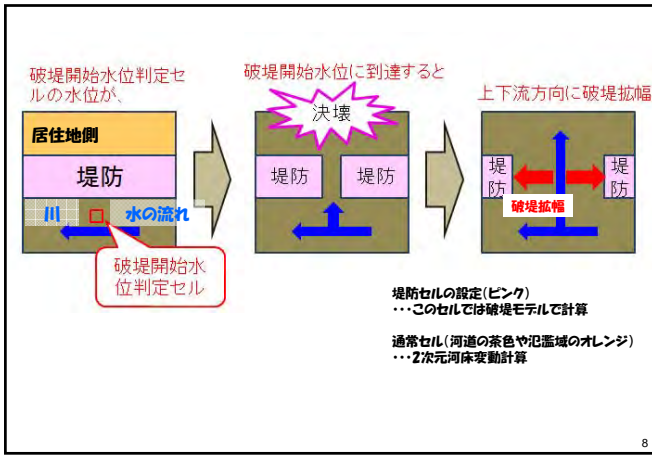 破堤開始水位判定セ
ルの水位が、
居住地側
堤防
川
水の流れ
破堤開始水
位判定セル
破堤開始水位に到達すると
決壊
堤防
堤防
上下流方向に破堤拡幅
堤
防
堤
防
破堤拡幅
堤防セルの設定(ピンク)
・・・このセルでは破堤モデルで計算
通常セル(河道の茶色や氾濫域のオレンジ)
・・・2次元河床変動計算
8